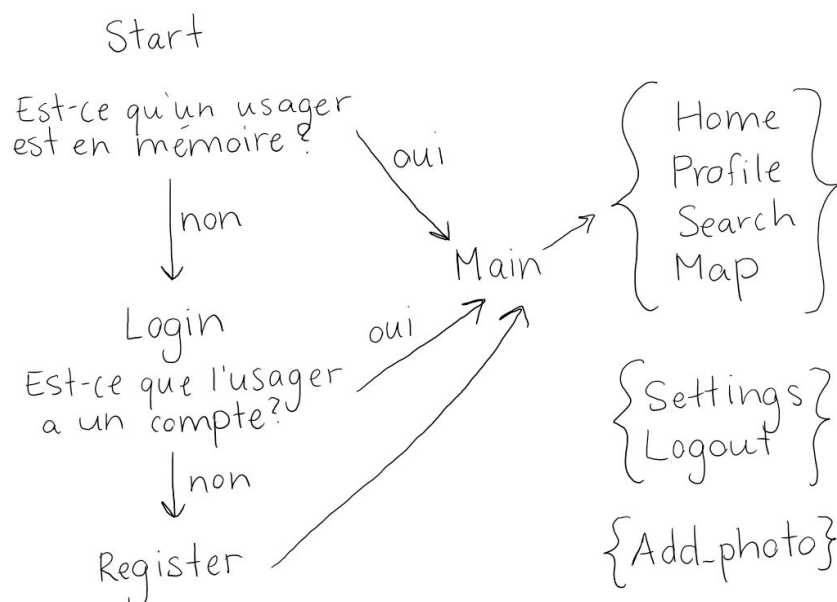 Start
Est-ce qu'un usager
est en mémoire?
oui
non
Main
Login
oui
Est-ce que l'usager
a un compte?
non
Register
Home
Profile
Search
Map
{Settings}
Logout
{Add_photo}